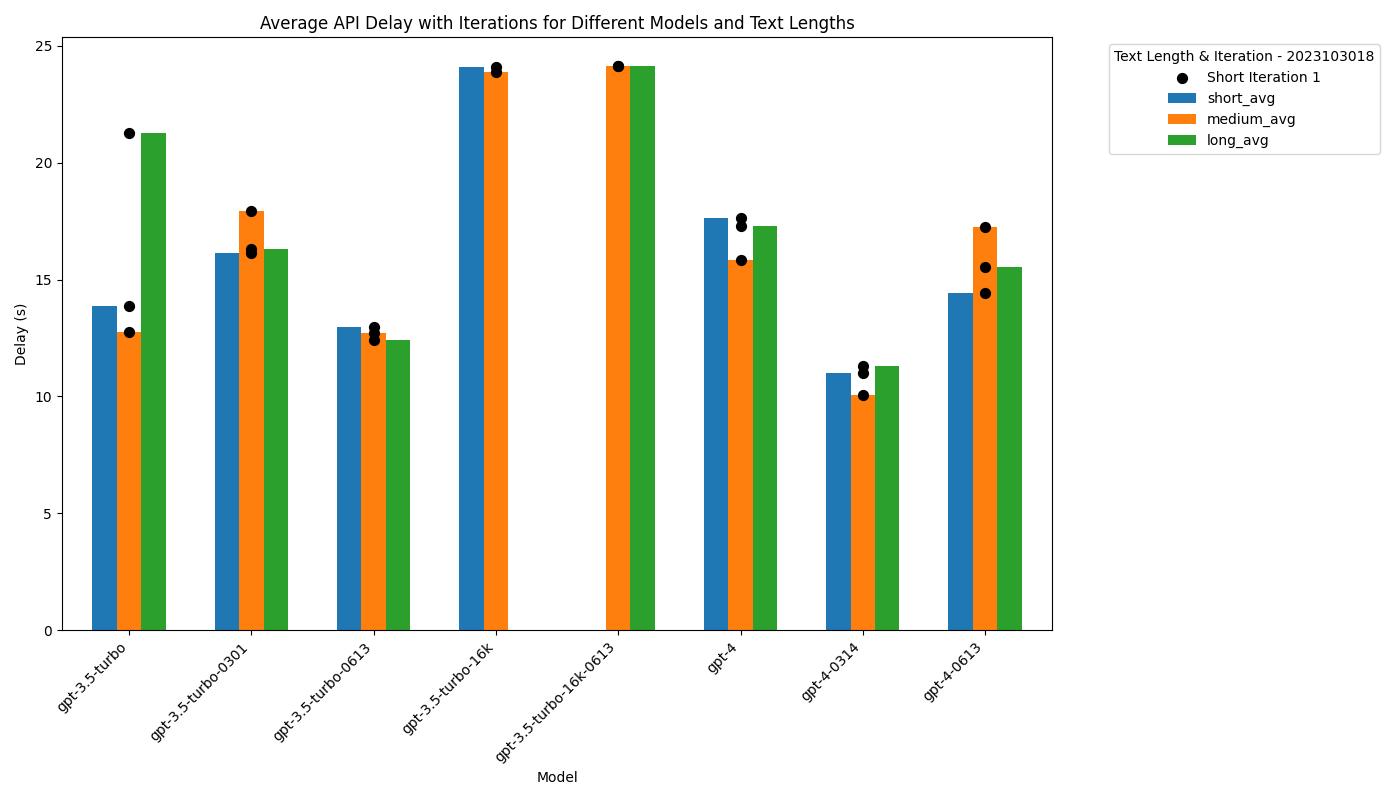 Average API Delay with Iterations for Different Models and Text Lengths
Text Length & Iteration - 2023103018
Short Iteration 1
short_avg
medium_avg
long_avg
Delay (s)
25
20
15
10
5
0
gpt-3.5-turbo
gpt-3.5-turbo-0301
gpt-3.5-turbo-0613
gpt-3.5-turbo-16k
gpt-3.5-turbo-16k-0613
gpt-4
gpt-4-0314
gpt-4-0613
Model